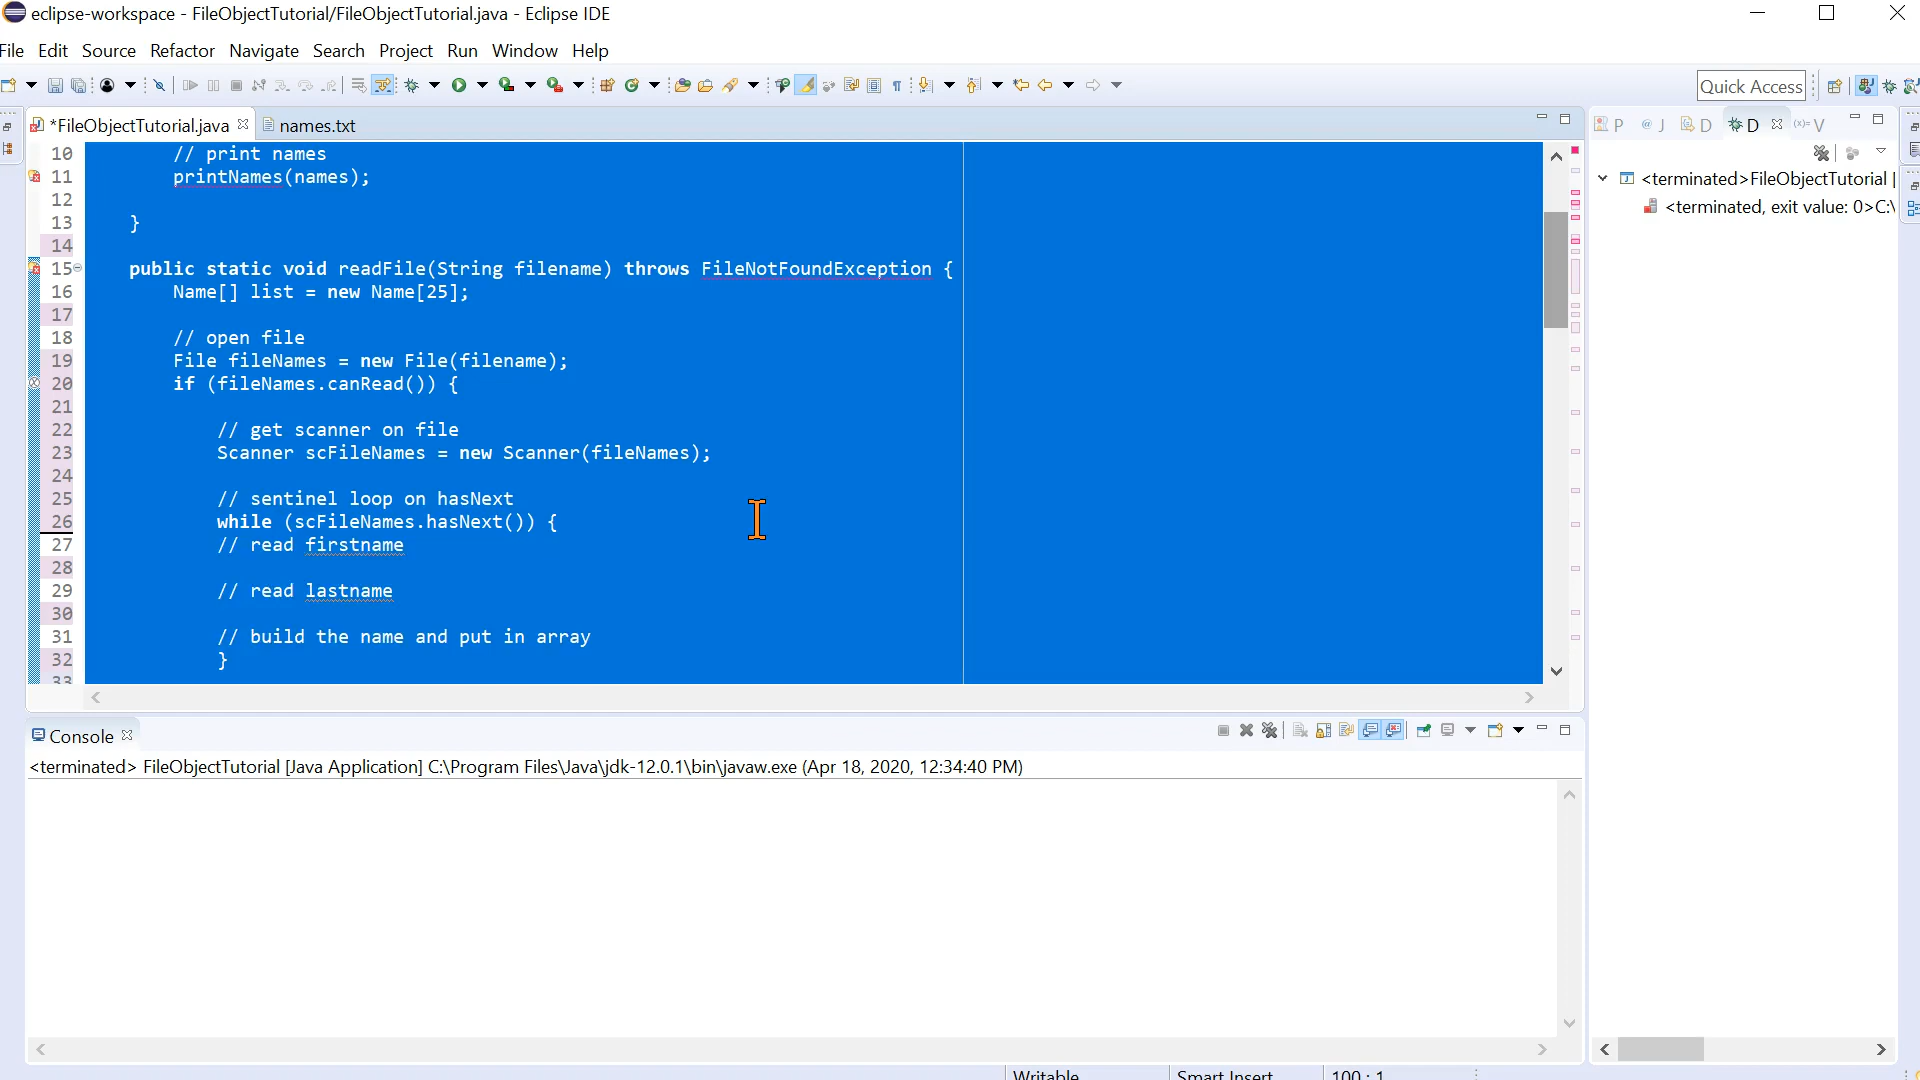 eclipse-workspace - FileObjectTutorial/FileObjectTutorial.java - Eclipse IDE
File Edit Source Refactor Navigate Search Project Run Window Help
Quick Access
*FileObjectTutorial.java names.txt
P @ J D D (x)= V
10 // print names
11 printNames(names);
12
13 }
14
15 public static void readFile(String filename) throws FileNotFoundException {
16 Name[] list = new Name[25];
17
18 // open file
19 File fileNames = new File(filename);
20 if (fileNames.canRead()) {
21
22 // get scanner on file
23 Scanner scFileNames = new Scanner(fileNames);
24
25 // sentinel loop on hasNext
26 while (scFileNames.hasNext()) {
27 // read firstname
28
29 // read lastname
30
31 // build the name and put in array
32 }
33
<terminated>FileObjectTutorial [
<terminated, exit value: 0>C:\
Console
<terminated> FileObjectTutorial [Java Application] C:\Program Files\Java\jdk-12.0.1\bin\javaw.exe (Apr 18, 2020, 12:34:40 PM)
Writable Smart Insert 100 : 1